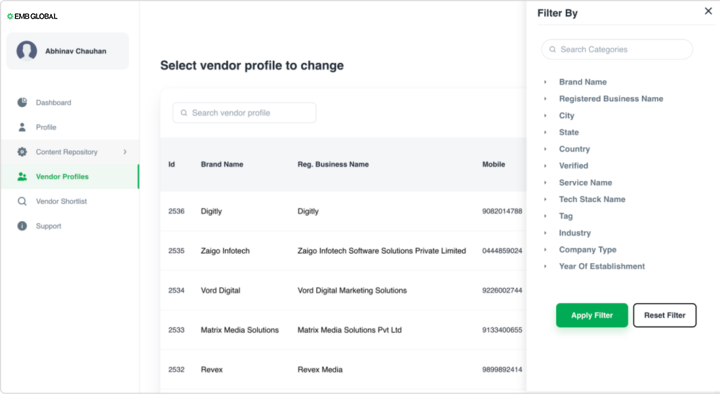 EMB GLOBAL
Abhinav Chauhan
Dashboard
Profile
Content Repository
Vendor Profiles
Vendor Shortlist
Support
Select vendor profile to change
Search vendor profile
Id Brand Name Reg. Business Name Mobile
2536 Digitly Digitly 9082014788
2535 Zaigo Infotech Zaigo Infotech Software Solutions Private Limited 0444859024
2534 Vord Digital Vord Digital Marketing Solutions 9226002744
2533 Matrix Media Solutions Matrix Media Solutions Pvt Ltd 9133400655
2532 Revex Revex Media 9899892414
Filter By
Search Categories
Brand Name
Registered Business Name
City
State
Country
Verified
Service Name
Tech Stack Name
Tag
Industry
Company Type
Year Of Establishment
Apply Filter Reset Filter